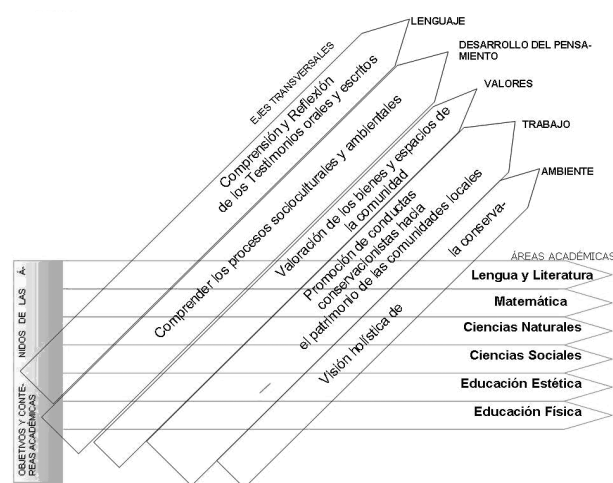 LENGUAJE
DESARROLLO DEL PENSA-
MIENTO
VALORES
TRABAJO
AMBIENTE
EJES TRANSVERSALES
Comprensión y Reflexión
de los Testimonios orales y escritos
Comprender los procesos socioculturales y ambientales
Valoración de los bienes y espacios de
la comunidad
Promoción de conductas
conservacionistas hacia
el patrimonio de las comunidades locales
Visión holística de
la conserva-
ÁREAS ACADÉMICAS
Lengua y Literatura
Matemática
Ciencias Naturales
Ciencias Sociales
Educación Estética
Educación Física
OBJETIVOS Y CONTE- NIDOS DE LAS Á-
REAS ACADÉMICAS